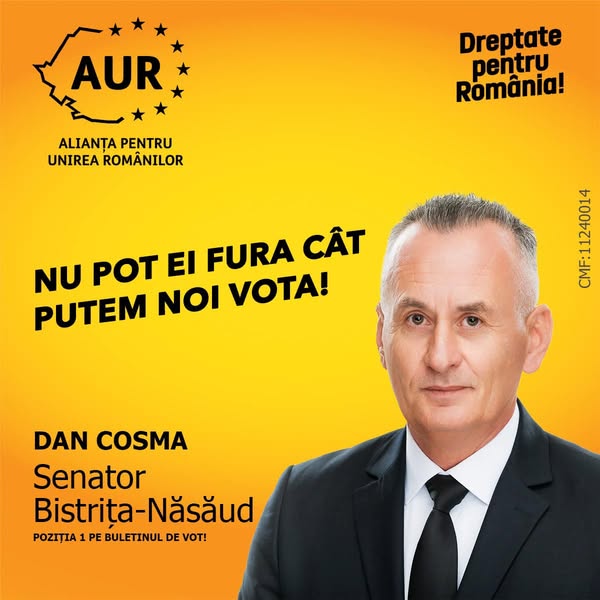 AUR
ALIANȚA PENTRU
UNIREA ROMÂNILOR
Dreptate
pentru
România!
CMF:11240014
NU POT EI FURA CÂT
PUTEM NOI VOTA!
DAN COSMA
Senator
Bistrița-Năsăud
POZIȚIA 1 PE BULETINUL DE VOT!